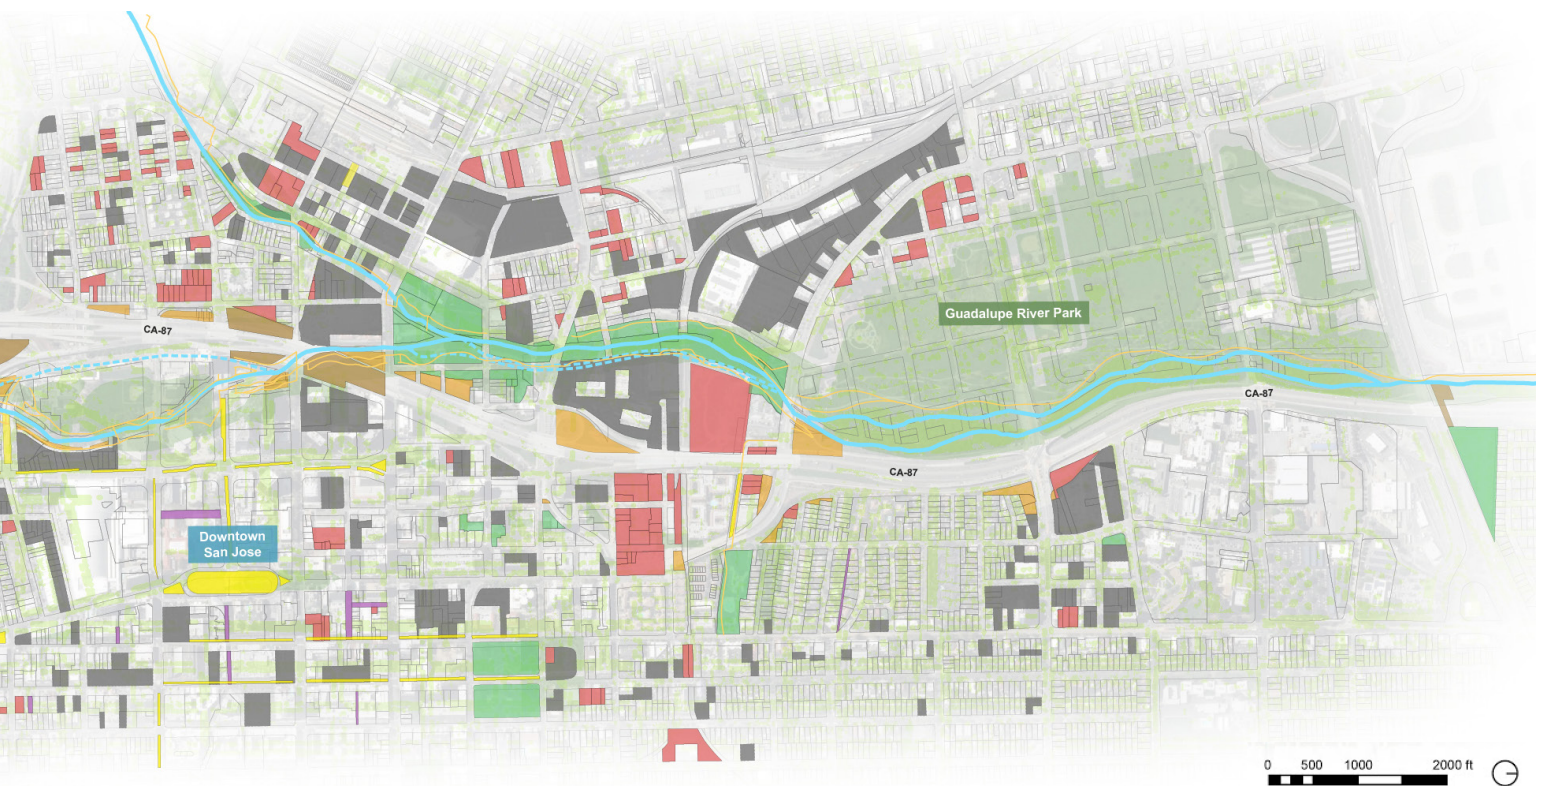 CA-87
Guadalupe River Park
CA-87
CA-87
Downtown
San Jose
0 500 1000 2000 ft